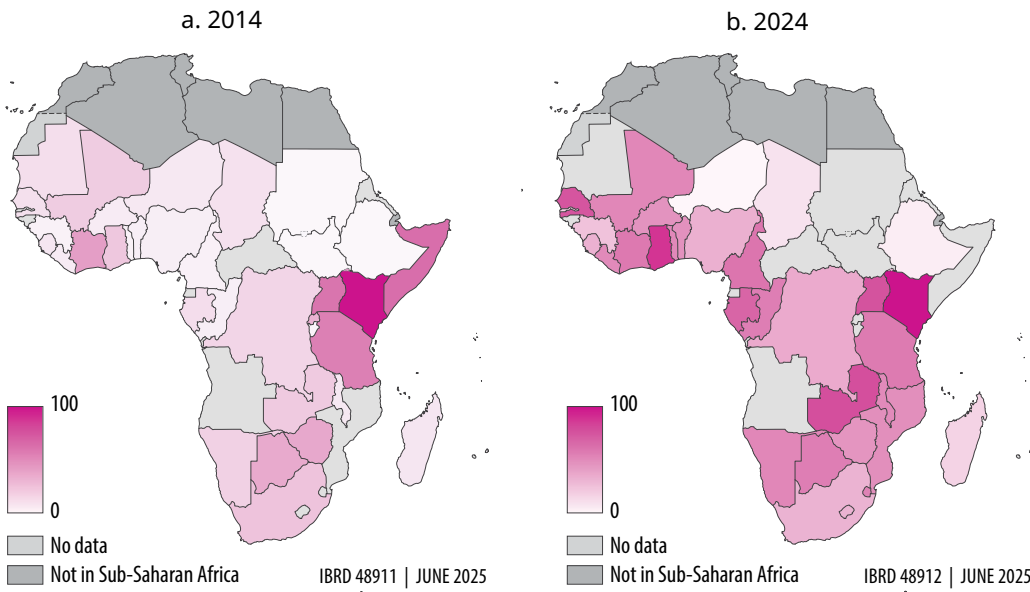 a. 2014
100
0
No data
Not in Sub-Saharan Africa
IBRD 48911 | JUNE 2025
b. 2024
100
0
No data
Not in Sub-Saharan Africa
IBRD 48912 | JUNE 2025